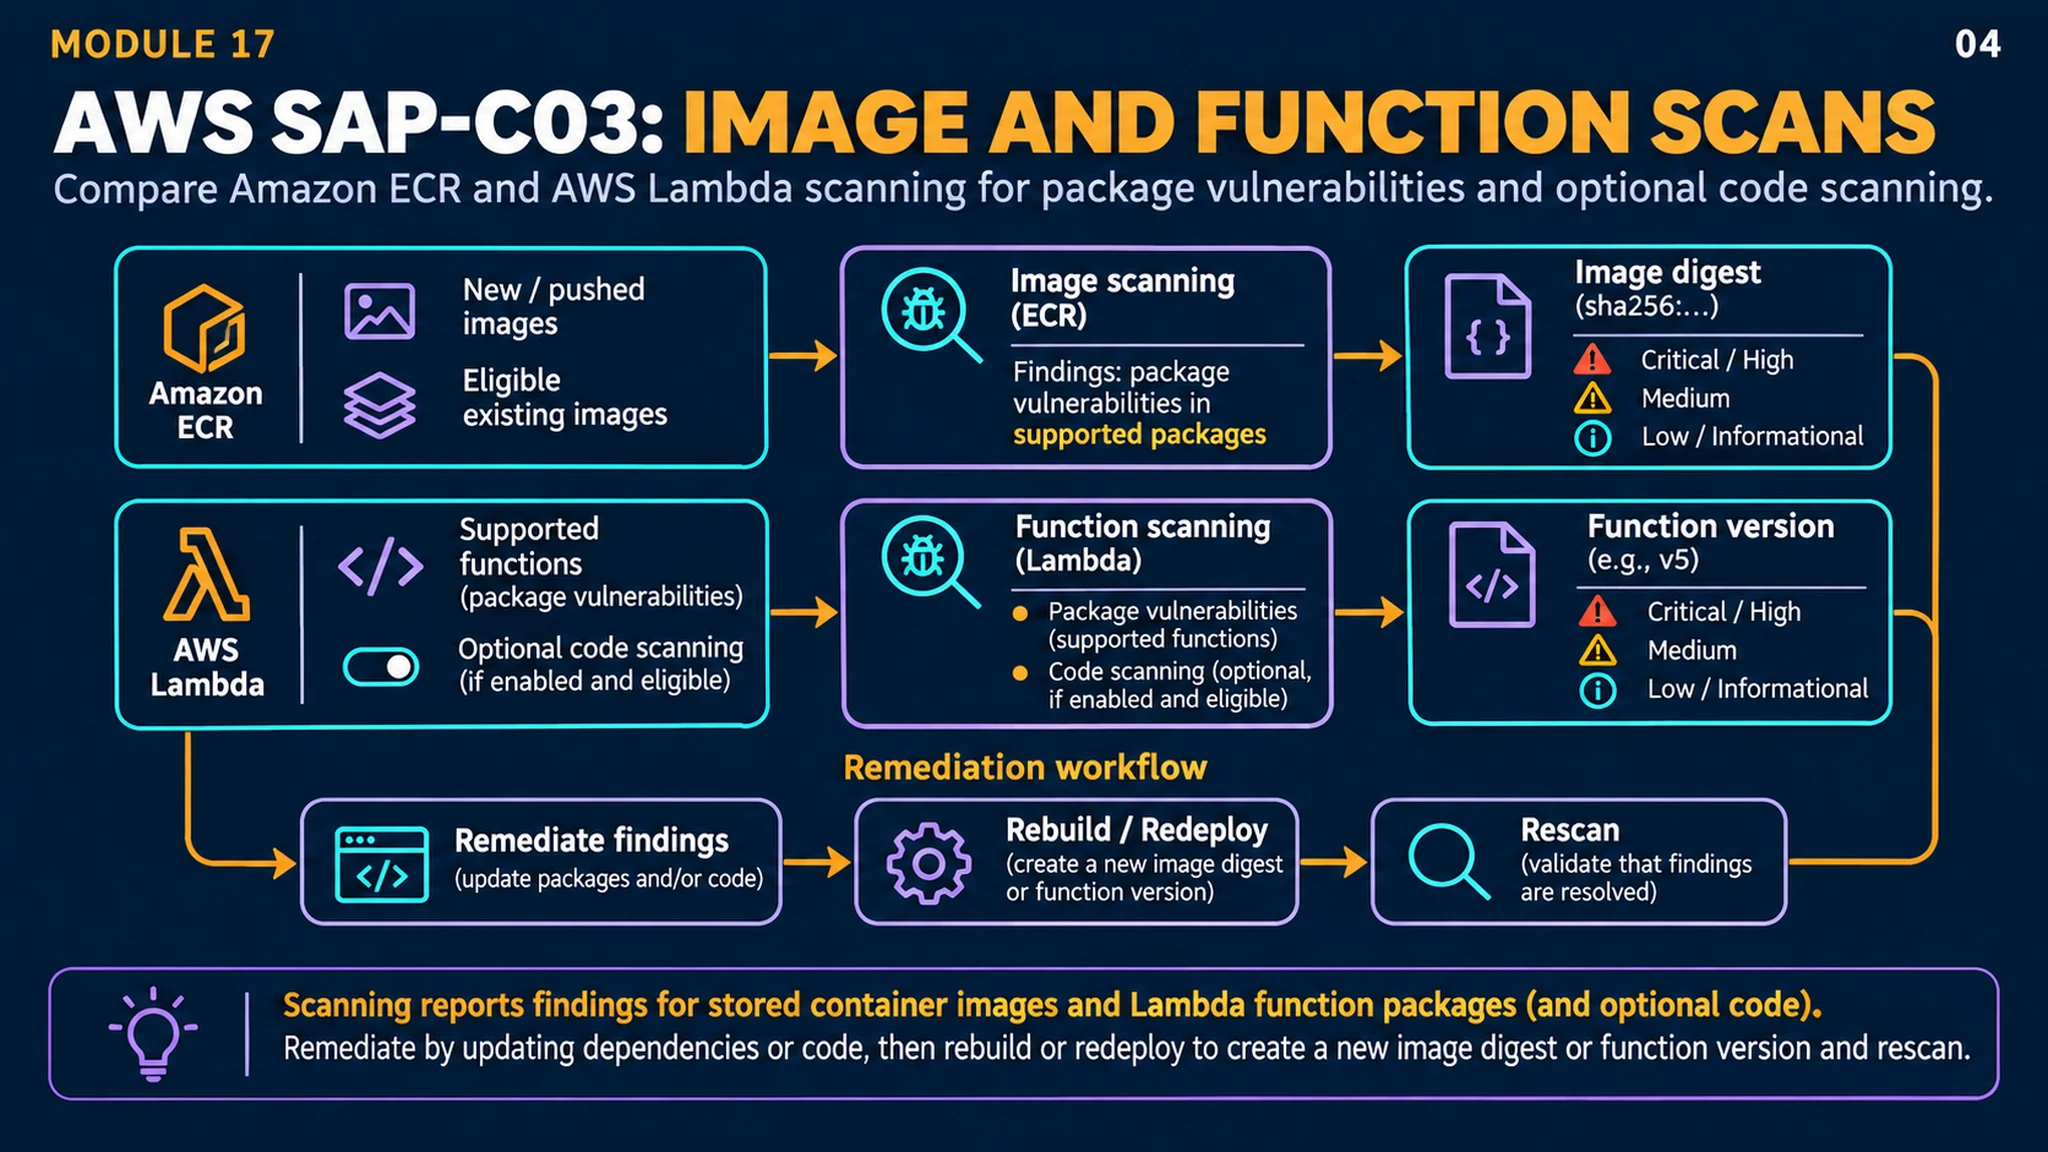 MODULE 17
04
AWS SAP-C03: IMAGE AND FUNCTION SCANS
Compare Amazon ECR and AWS Lambda scanning for package vulnerabilities and optional code scanning.
Amazon
ECR
New / pushed
images
Eligible
existing images
Image scanning
(ECR)
Findings: package
vulnerabilities in
supported packages
Image digest
(sha256:...)
Critical / High
Medium
Low / Informational
AWS
Lambda
Supported
functions
(package vulnerabilities)
Optional code scanning
(if enabled and eligible)
Function scanning
(Lambda)
Package vulnerabilities
(supported functions)
Code scanning (optional,
if enabled and eligible)
Function version
(e.g., v5)
Critical / High
Medium
Low / Informational
Remediation workflow
Remediate findings
(update packages and/or code)
Rebuild / Redeploy
(create a new image digest
or function version)
Rescan
(validate that findings
are resolved)
Scanning reports findings for stored container images and Lambda function packages (and optional code).
Remediate by updating dependencies or code, then rebuild or redeploy to create a new image digest or function version and rescan.